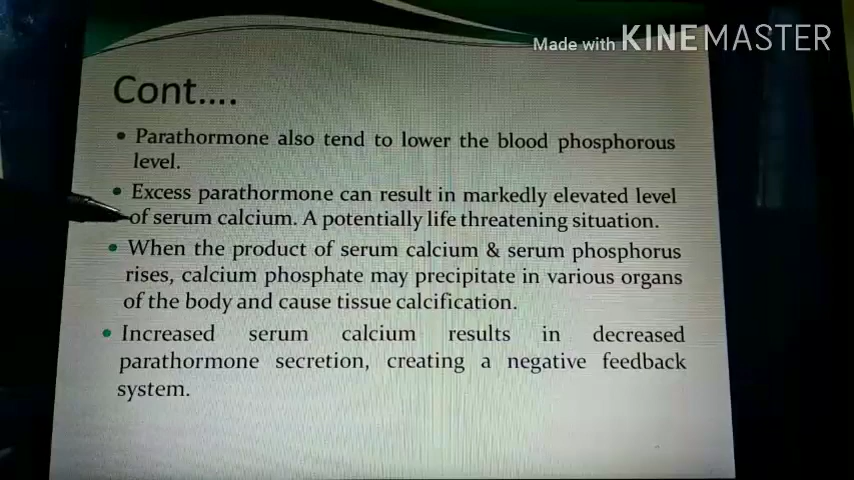 Made with KINEMASTER
Cont....
• Parathormone also tend to lower the blood phosphorous
level.
• Excess parathormone can result in markedly elevated level
of serum calcium. A potentially life threatening situation.
• When the product of serum calcium & serum phosphorus
rises, calcium phosphate may precipitate in various organs
of the body and cause tissue calcification.
• Increased serum calcium results in decreased
parathormone secretion, creating a negative feedback
system.